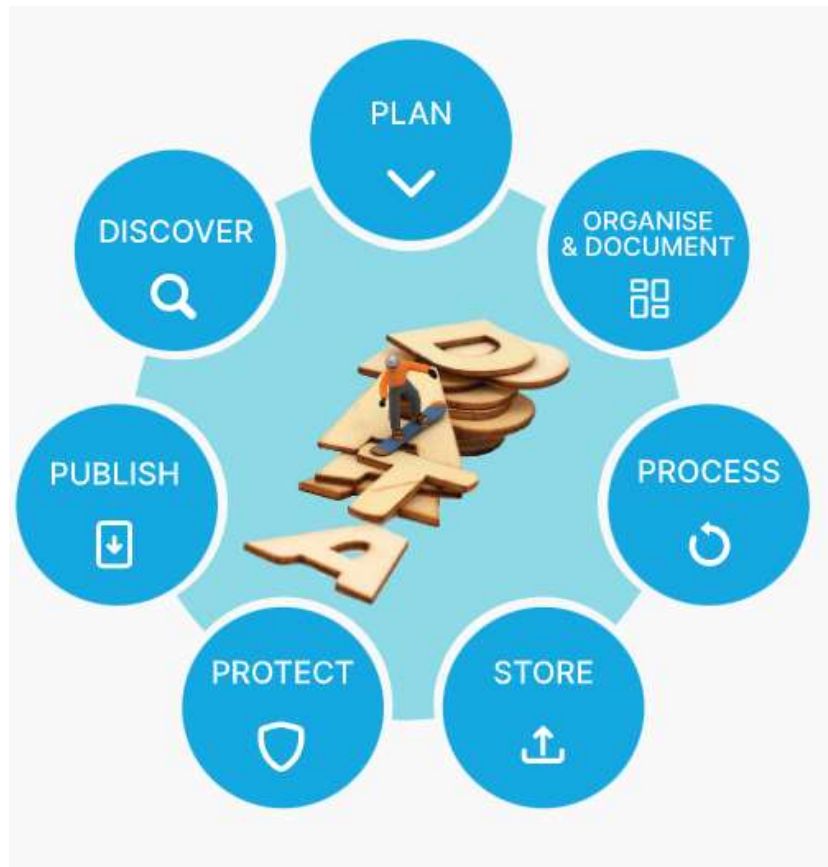 PLAN
ORGANISE
& DOCUMENT
PROCESS
STORE
PROTECT
PUBLISH
DISCOVER
D
A
T
A